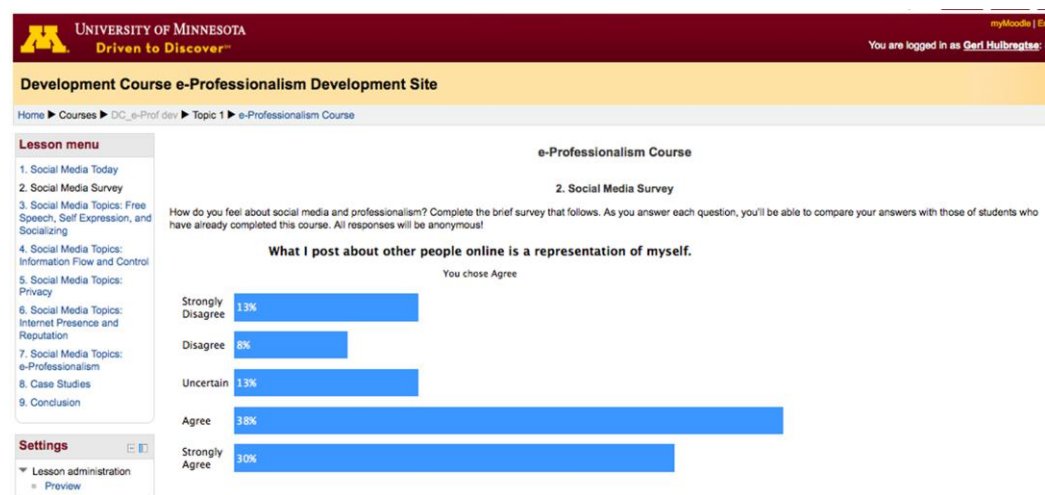 UNIVERSITY OF MINNESOTA
Driven to Discover℠
myMoodle |
You are logged in as Geri Hulbregtse:
Development Course e-Professionalism Development Site
Home ▶ Courses ▶ DC_e-Prof dev ▶ Topic 1 ▶ e-Professionalism Course
Lesson menu
1. Social Media Today
2. Social Media Survey
3. Social Media Topics: Free
Speech, Self Expression, and
Socializing
4. Social Media Topics:
Information Flow and Control
5. Social Media Topics:
Privacy
6. Social Media Topics:
Internet Presence and
Reputation
7. Social Media Topics:
e-Professionalism
8. Case Studies
9. Conclusion
Settings
Lesson administration
Preview
e-Professionalism Course
2. Social Media Survey
How do you feel about social media and professionalism? Complete the brief survey that follows. As you answer each question, you'll be able to compare your answers with those of students who
have already completed this course. All responses will be anonymous!
What I post about other people online is a representation of myself.
You chose Agree
Strongly
Disagree
13%
Disagree
8%
Uncertain
13%
Agree
38%
Strongly
Agree
30%